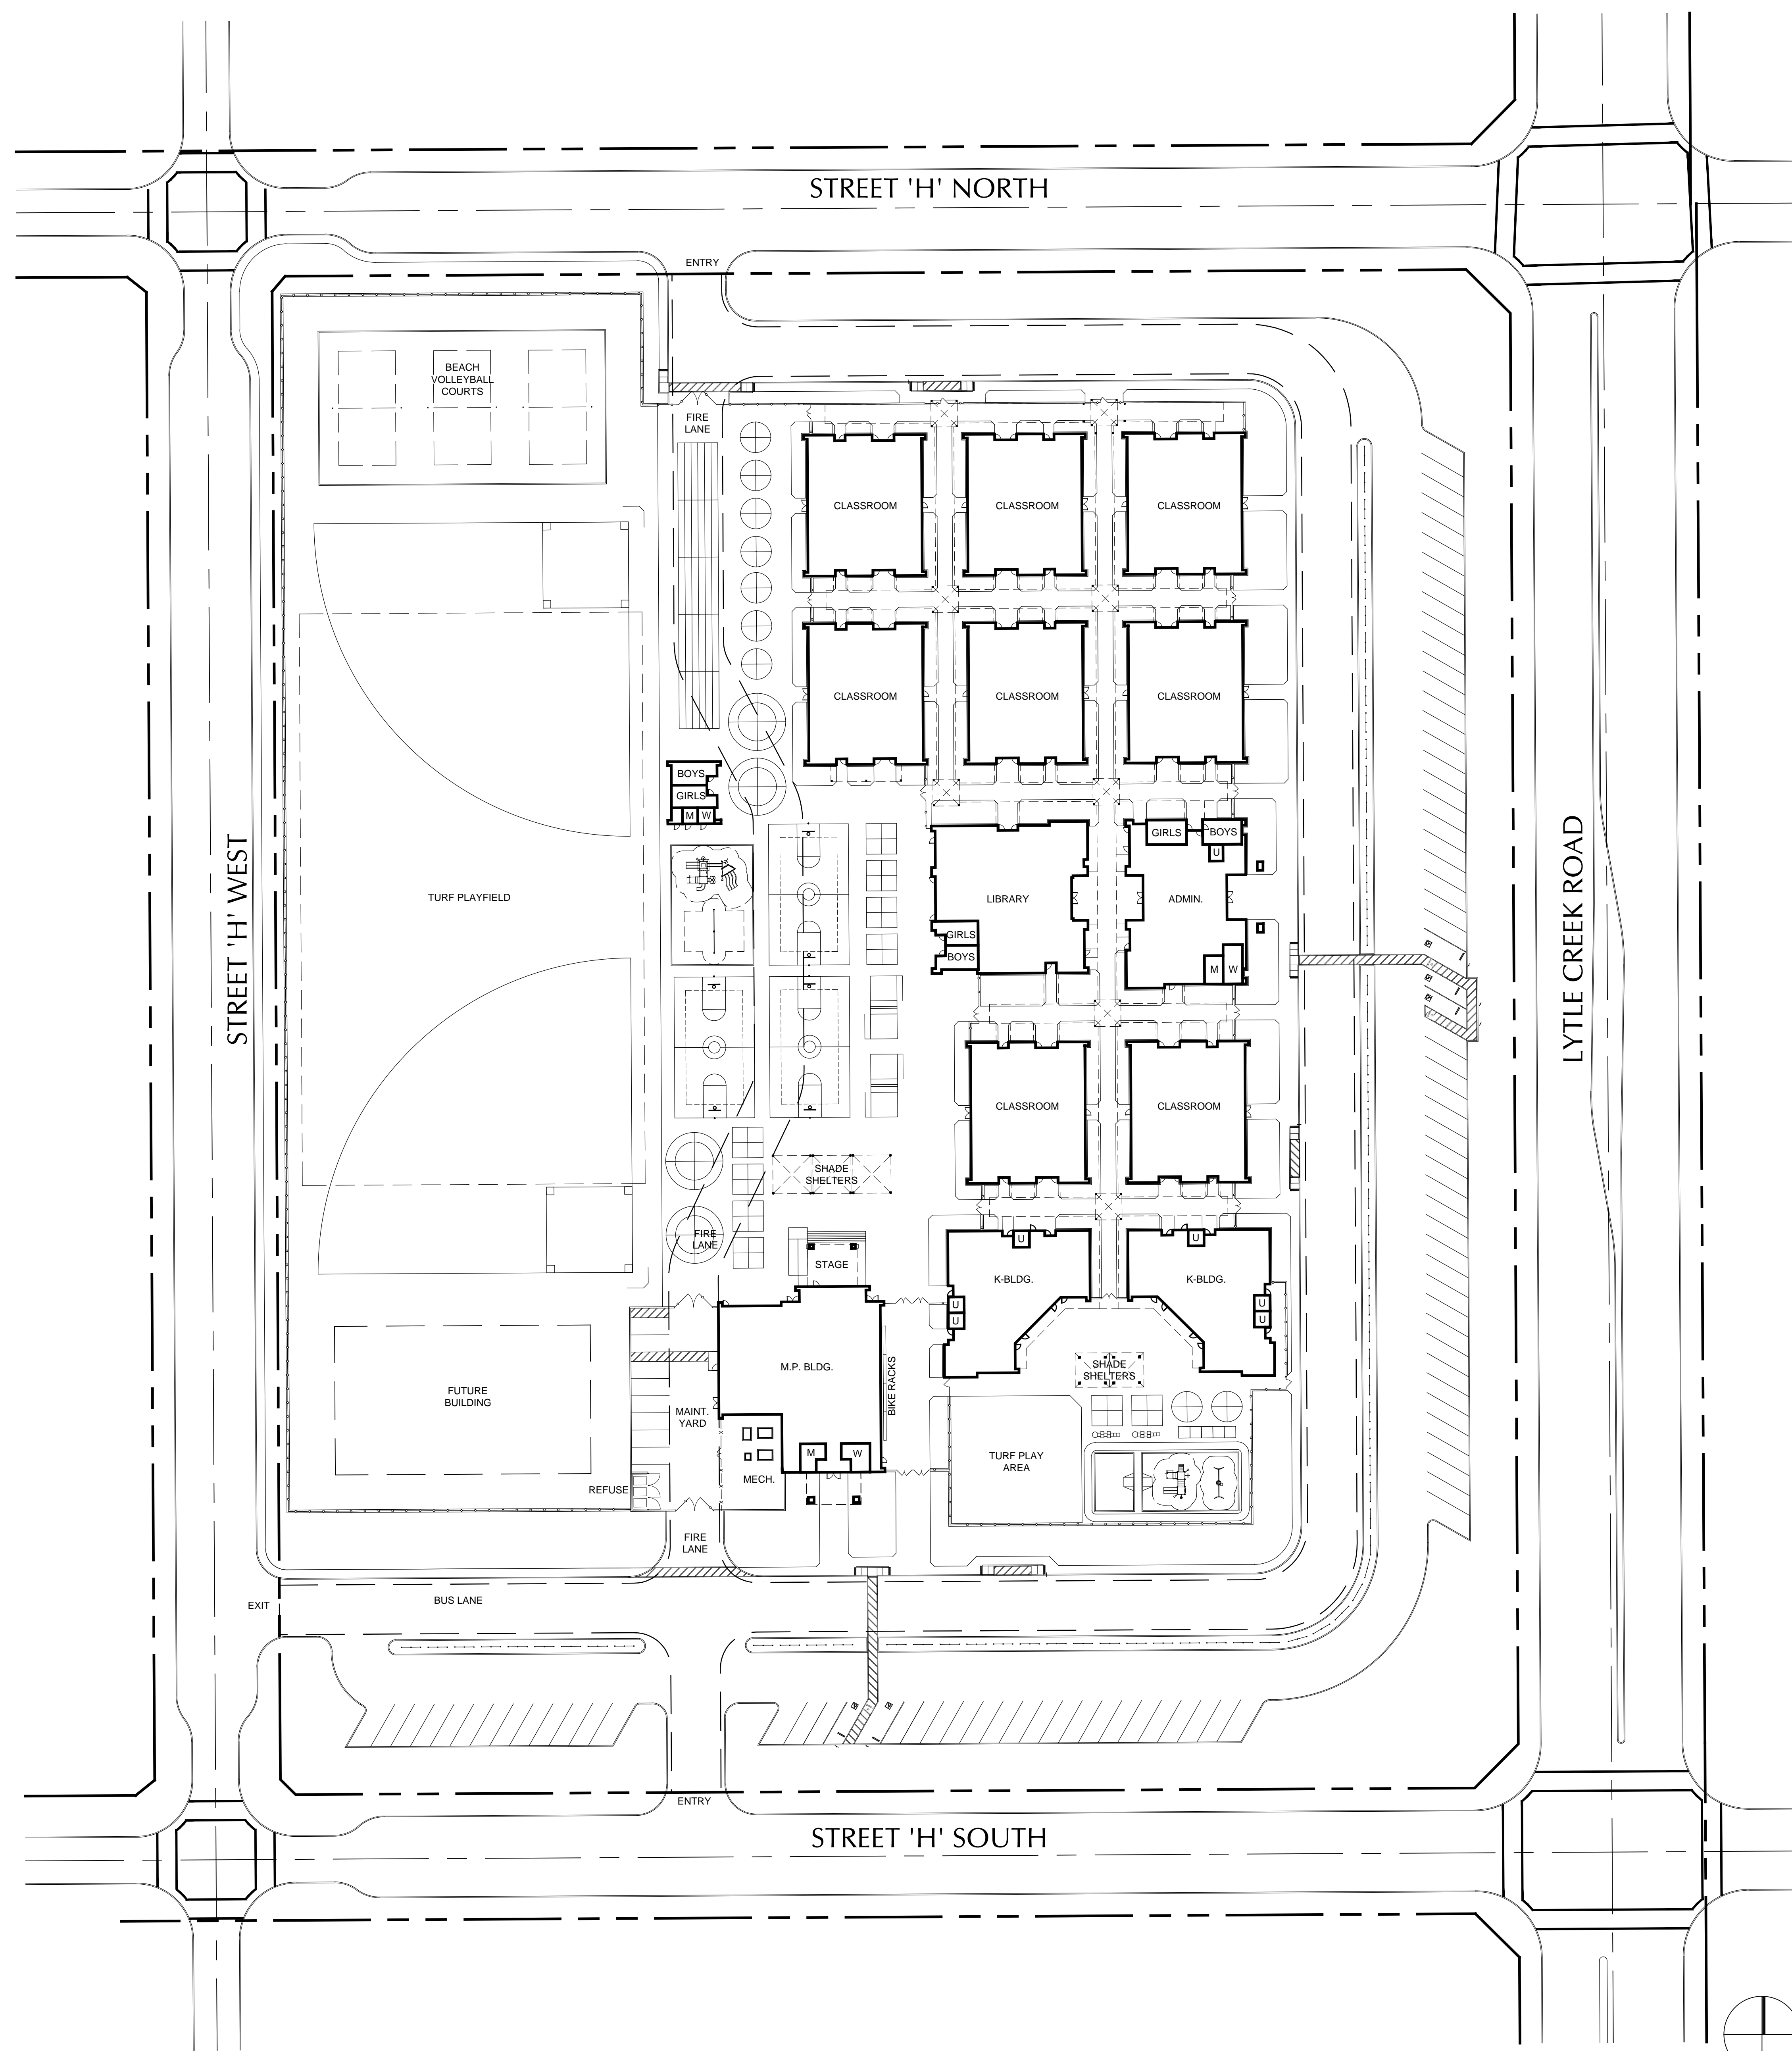 STREET 'H' NORTH
ENTRY
BEACH
VOLLEYBALL
COURTS
FIRE
LANE
CLASSROOM
CLASSROOM
CLASSROOM
CLASSROOM
CLASSROOM
CLASSROOM
BOYS
GIRLS
M
W
GIRLS
BOYS
U
STREET 'H' WEST
TURF PLAYFIELD
LIBRARY
ADMIN.
LYTLE CREEK ROAD
GIRLS
BOYS
M
W
CLASSROOM
CLASSROOM
SHADE
SHELTERS
FIRE
LANE
STAGE
U
U
K-BLDG.
K-BLDG.
U
U
U
U
M.P. BLDG.
BIKE RACKS
SHADE
SHELTERS
FUTURE
BUILDING
MAINT.
YARD
M
W
MECH.
TURF PLAY
AREA
REFUSE
FIRE
LANE
EXIT
BUS LANE
ENTRY
STREET 'H' SOUTH